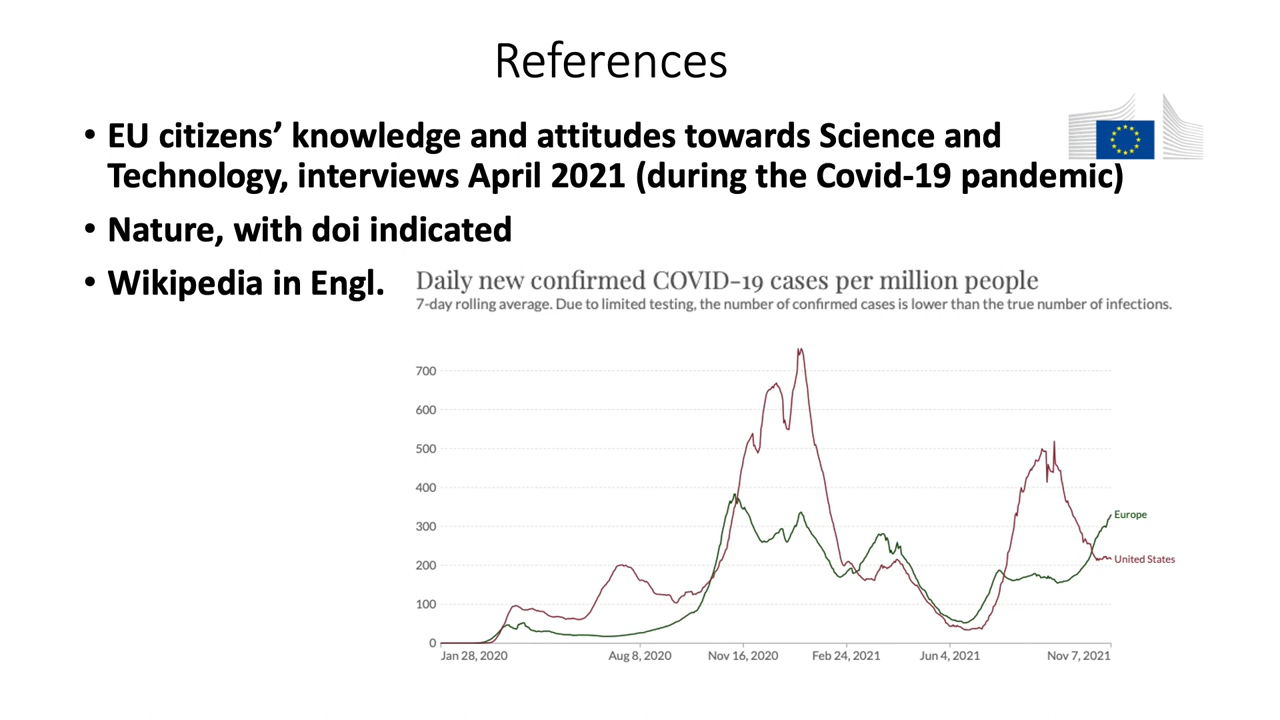 References
• EU citizens’ knowledge and attitudes towards Science and
Technology, interviews April 2021 (during the Covid-19 pandemic)
• Nature, with doi indicated
• Wikipedia in Engl.
Daily new confirmed COVID-19 cases per million people
7-day rolling average. Due to limited testing, the number of confirmed cases is lower than the true number of infections.
700
600
500
400
300
200
100
0
Europe
United States
Jan 28, 2020 Aug 8, 2020 Nov 16, 2020 Feb 24, 2021 Jun 4, 2021 Nov 7, 2021